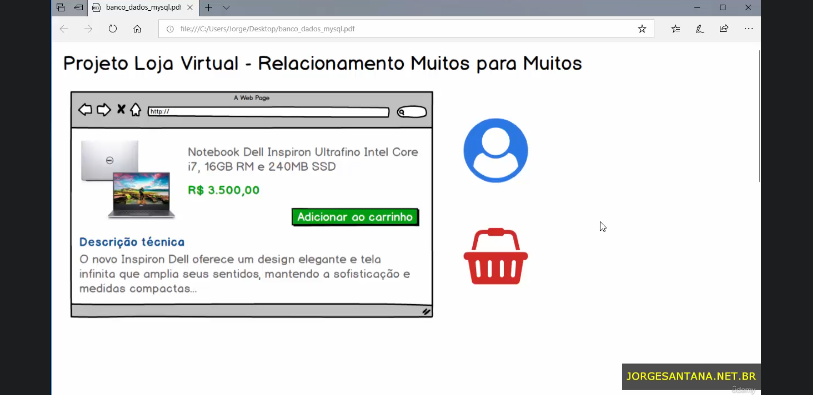 banco_dados_mysql.pdf
file:///C:/Users/Jorge/Desktop/banco_dados_mysql.pdf
Projeto Loja Virtual - Relacionamento Muitos para Muitos
A Web Page
http://
Notebook Dell Inspiron Ultrafino Intel Core
i7, 16GB RM e 240MB SSD
R$ 3.500,00
Adicionar ao carrinho
Descrição técnica
O novo Inspiron Dell oferece um design elegante e tela
infinita que amplia seus sentidos, mantendo a sofisticação e
medidas compactas...
JORGESANTANA.NET.BR
Udemy